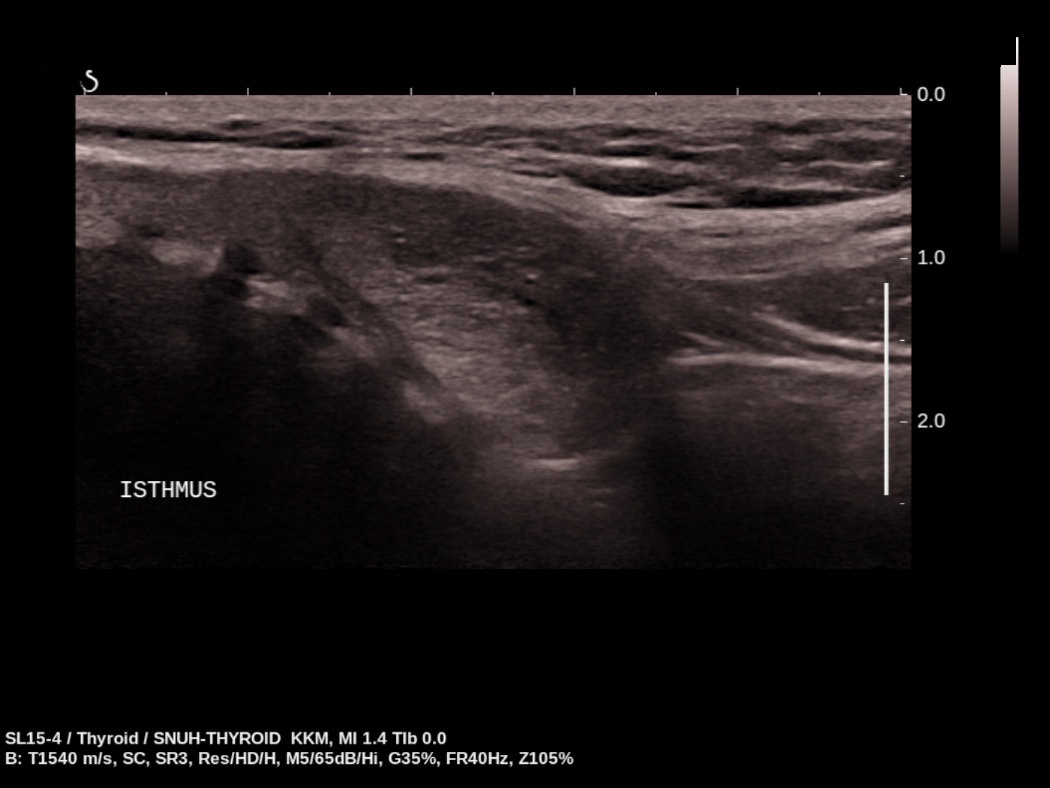 S
0.0
1.0
2.0
ISTHMUS
SL15-4 / Thyroid / SNUH-THYROID KKM, MI 1.4 TIb 0.0
B: T1540 m/s, SC, SR3, Res/HD/H, M5/65dB/Hi, G35%, FR40Hz, Z105%